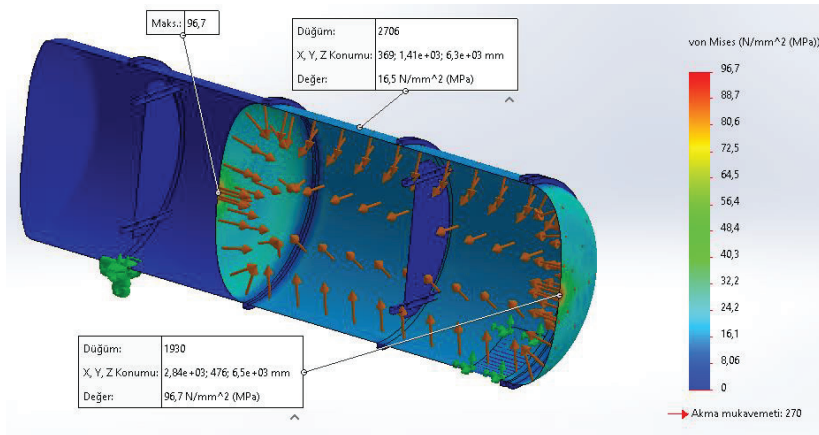 Maks.: 96,7
Düğüm: 2706
X, Y, Z Konumu: 369; 1,41e+03; 6,3e+03 mm
Değer: 16,5 N/mm^2 (MPa)
Düğüm: 1930
X, Y, Z Konumu: 2,84e+03; 476; 6,5e+03 mm
Değer: 96,7 N/mm^2 (MPa)
von Mises (N/mm^2 (MPa))
96,7
88,7
80,6
72,5
64,5
56,4
48,4
40,3
32,2
24,2
16,1
8,06
0
Akma mukavemeti: 270